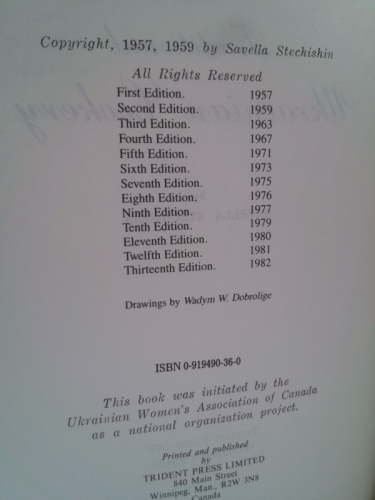 Copyright, 1957, 1959 by Savella Stechishin
All Rights Reserved
First Edition. 1957
Second Edition. 1959
Third Edition. 1963
Fourth Edition. 1967
Fifth Edition. 1971
Sixth Edition. 1973
Seventh Edition. 1975
Eighth Edition. 1976
Ninth Edition. 1977
Tenth Edition. 1979
Eleventh Edition. 1980
Twelfth Edition. 1981
Thirteenth Edition. 1982
Drawings by Wadym W. Dobrolige
ISBN 0-919490-36-0
This book was initiated by the
Ukrainian Women's Association of Canada
as a national organization project.
Printed and published
by
TRIDENT PRESS LIMITED
840 Main Street
Winnipeg, Man., R2W 3N8
Canada